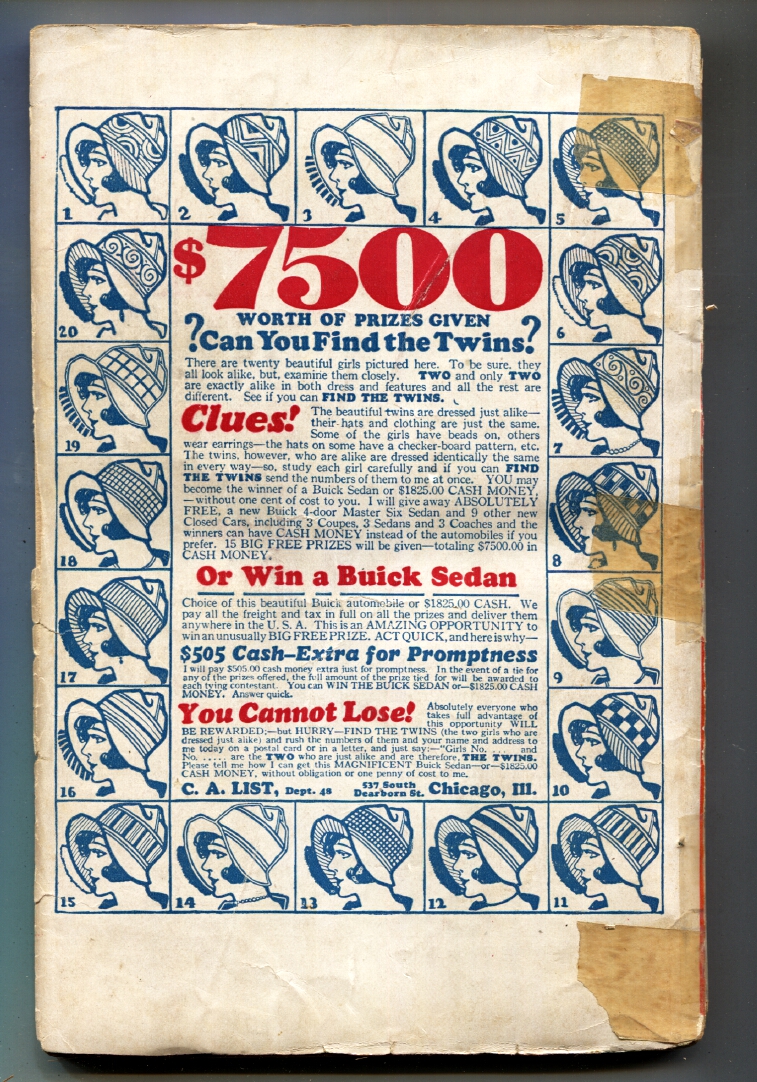 1
2
3
4
5
$7500
WORTH OF PRIZES GIVEN
?Can You Find the Twins?
There are twenty beautiful girls pictured here. To be sure, they
all look alike, but, examine them closely. TWO and only TWO
are exactly alike in both dress and features and all the rest are
different. See if you can FIND THE TWINS.
Clues! The beautiful twins are dressed just alike—
their hats and clothing are just the same.
Some of the girls have beads on, others
wear earrings—the hats on some have a checker-board pattern, etc.
The twins, however, who are alike are dressed identically the same
in every way—so, study each girl carefully and if you can FIND
THE TWINS send the numbers of them to me at once. YOU may
become the winner of a Buick Sedan or $1825.00 CASH MONEY,
—without one cent of cost to you. I will give away ABSOLUTELY
FREE, a new Buick 4-door Master Six Sedan and 9 other new
Closed Cars, including 3 Coupes, 3 Sedans and 3 Coaches and the
winners can have CASH MONEY instead of the automobiles if you
prefer. 15 BIG FREE PRIZES will be given—totaling $7500.00 in
CASH MONEY.
Or Win a Buick Sedan
Choice of this beautiful Buick automobile or $1825.00 CASH. We
pay all the freight and tax in full on all the prizes and deliver them
anywhere in the U. S. A. This is an AMAZING OPPORTUNITY to
win an unusually BIG FREE PRIZE. ACT QUICK, and here is why—
$505 Cash–Extra for Promptness
I will pay $505.00 cash money extra just for promptness. In the event of a tie for
any of the prizes offered, the full amount of the prize tied for will be awarded to
each tying contestant. You can WIN THE BUICK SEDAN or—$1825.00 CASH
MONEY. Answer quick.
You Cannot Lose! Absolutely everyone who
takes full advantage of
this opportunity WILL
BE REWARDED;—but HURRY—FIND THE TWINS (the two girls who are
dressed just alike) and rush the numbers of them and your name and address to
me today on a postal card or in a letter, and just say:—"Girls No. .... and
No. ..... are the TWO who are just alike and are therefore, THE TWINS.
Please tell me how I can get this MAGNIFICENT Buick Sedan—or—$1825.00
CASH MONEY, without obligation or one penny of cost to me.
C. A. LIST, Dept. 48 537 South Dearborn St. Chicago, Ill.
20
19
18
17
16
6
7
8
9
10
15
14
13
12
11